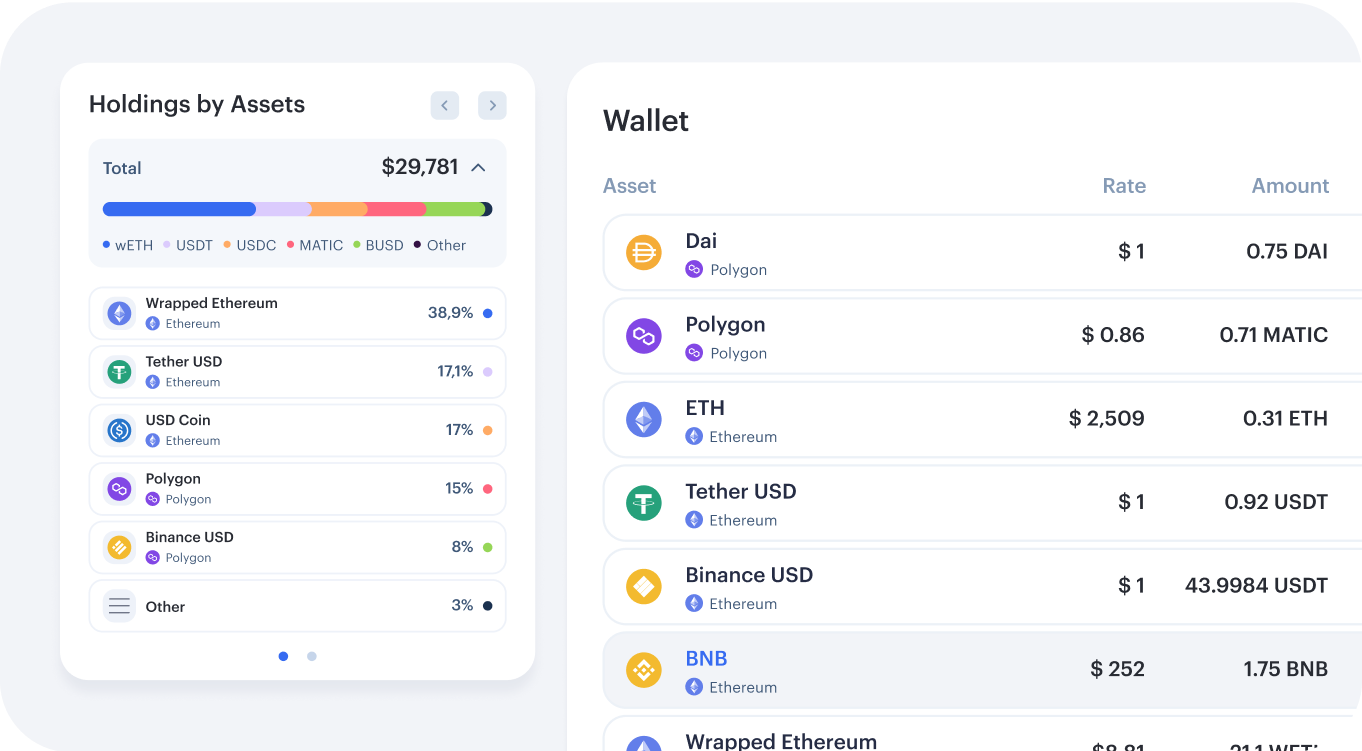 Holdings by Assets
Total $29,781
wETH USDT USDC MATIC BUSD Other
Wrapped Ethereum
Ethereum
38,9%
Tether USD
Ethereum
17,1%
USD Coin
Ethereum
17%
Polygon
Polygon
15%
Binance USD
Polygon
8%
Other 3%
Wallet
Asset Rate Amount
Dai
Polygon
$ 1 0.75 DAI
Polygon
Polygon
$ 0.86 0.71 MATIC
ETH
Ethereum
$ 2,509 0.31 ETH
Tether USD
Ethereum
$ 1 0.92 USDT
Binance USD
Ethereum
$ 1 43.9984 USDT
BNB
Ethereum
$ 252 1.75 BNB
Wrapped Ethereum